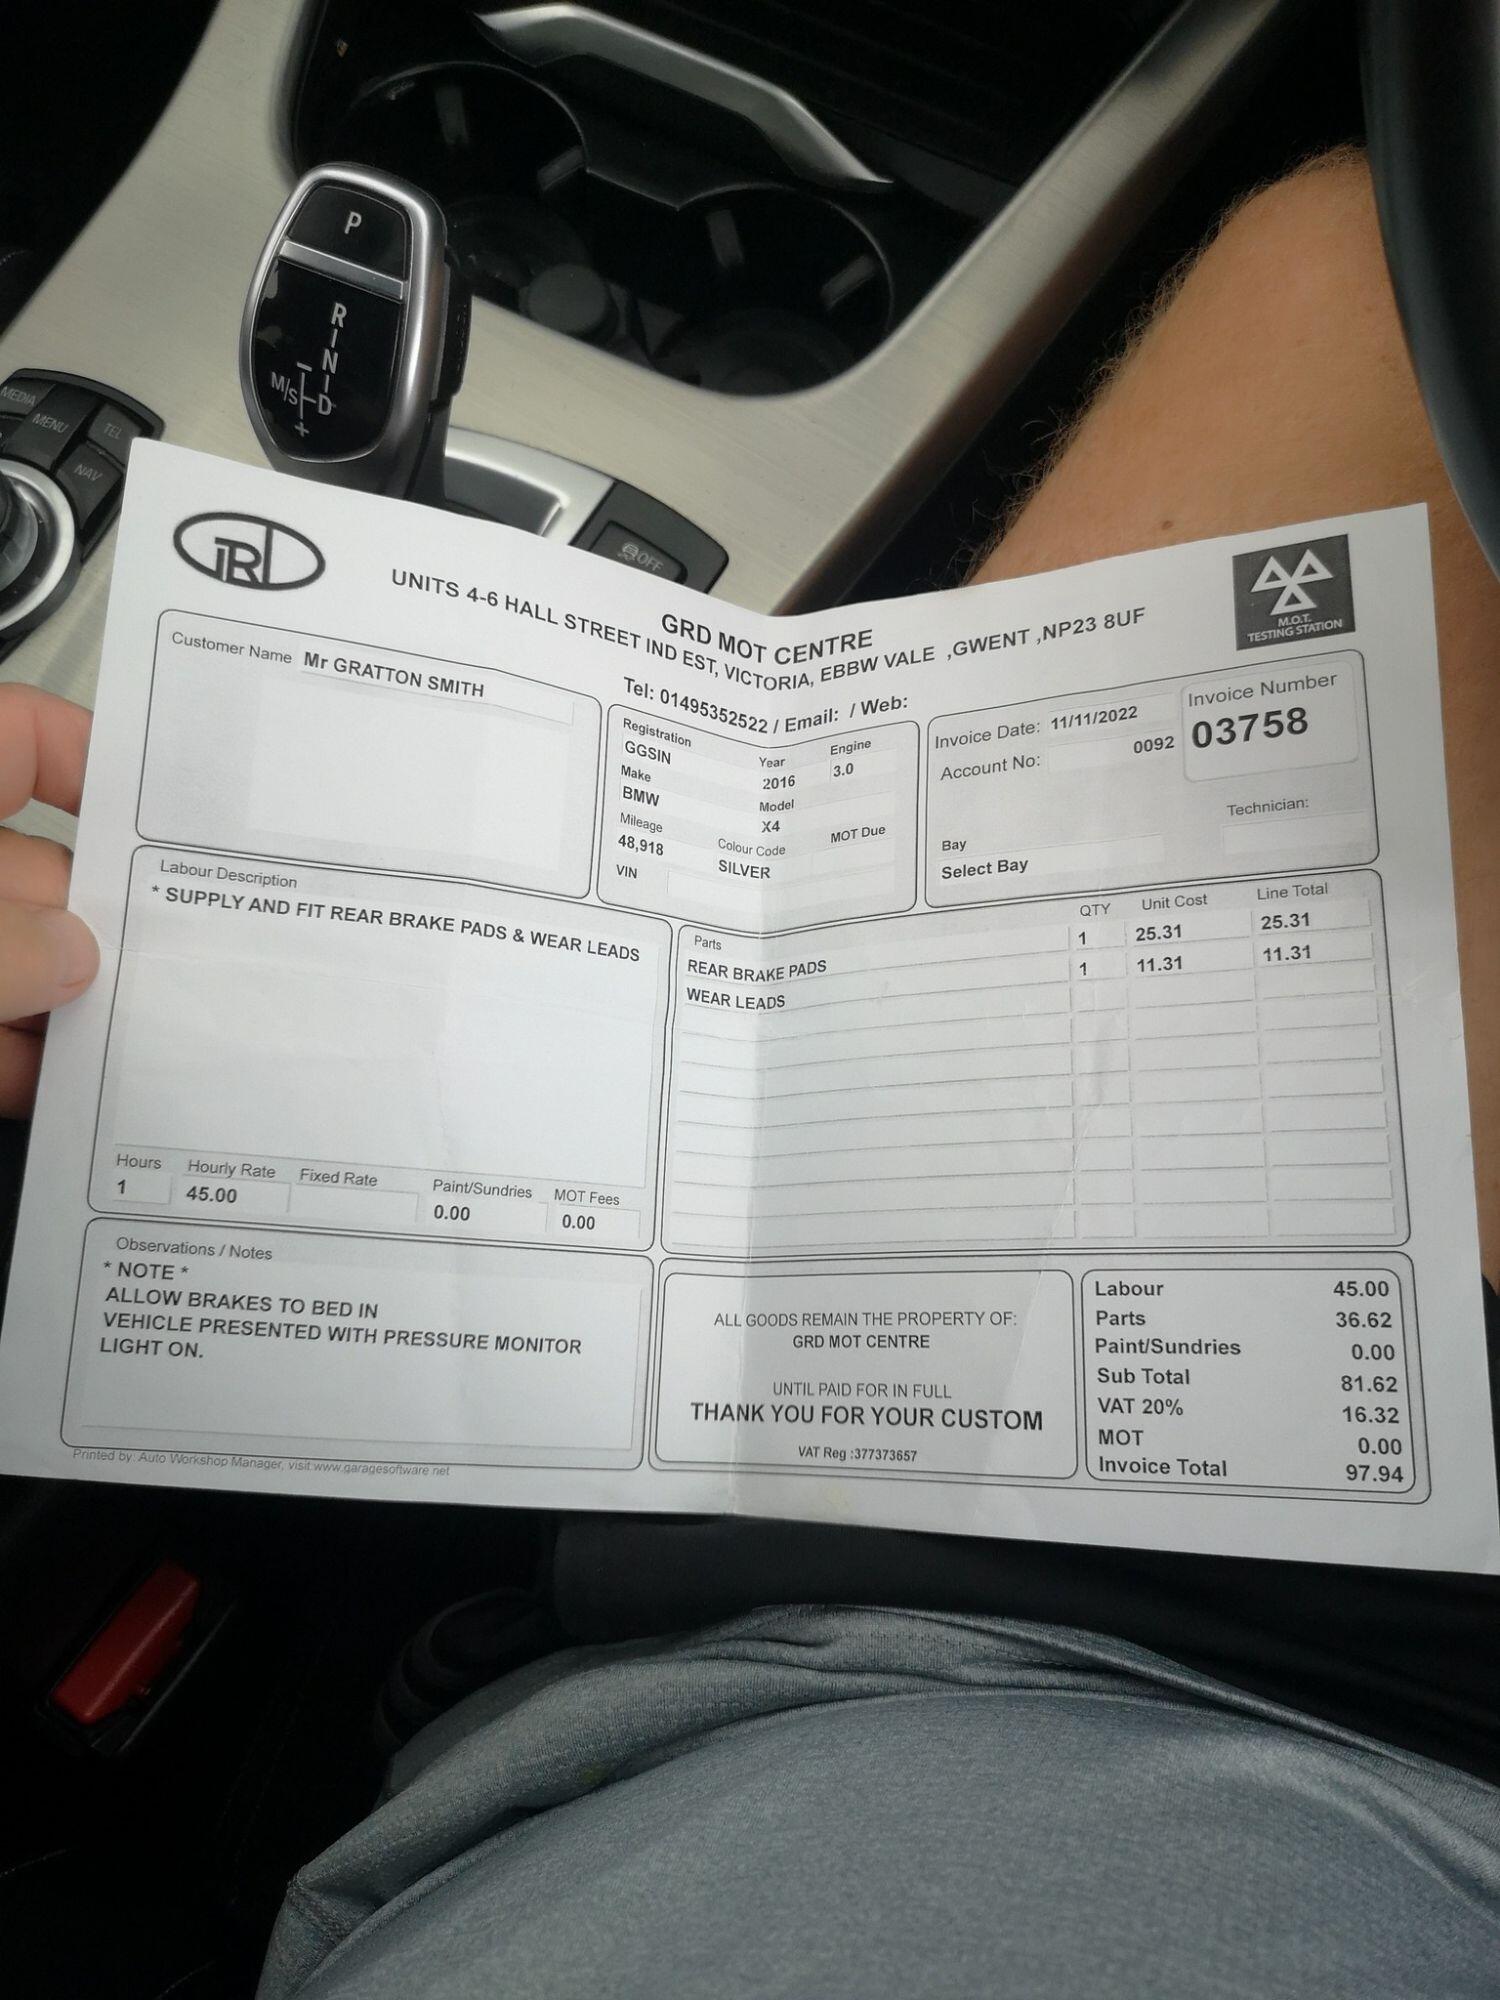 P
R
N
D
M/S
+
MEDIA
MENU
TEL
NAV
OFF
GRD MOT CENTRE
UNITS 4-6 HALL STREET IND EST, VICTORIA, EBBW VALE ,GWENT ,NP23 8UF
Tel: 01495352522 / Email: / Web:
M.O.T.
TESTING STATION
Customer Name Mr GRATTON SMITH
Registration
GGSIN
Year
2016
Engine
3.0
Make
BMW
Model
X4
Mileage
48,918
Colour Code
SILVER
MOT Due
VIN
Invoice Date: 11/11/2022
Account No: 0092
Invoice Number
03758
Technician:
Bay
Select Bay
Labour Description
* SUPPLY AND FIT REAR BRAKE PADS & WEAR LEADS
Parts QTY Unit Cost Line Total
REAR BRAKE PADS 1 25.31 25.31
WEAR LEADS 1 11.31 11.31
Hours Hourly Rate Fixed Rate Paint/Sundries MOT Fees
1 45.00 0.00 0.00
Observations / Notes
* NOTE *
ALLOW BRAKES TO BED IN
VEHICLE PRESENTED WITH PRESSURE MONITOR
LIGHT ON.
ALL GOODS REMAIN THE PROPERTY OF:
GRD MOT CENTRE
UNTIL PAID FOR IN FULL
THANK YOU FOR YOUR CUSTOM
VAT Reg :377373657
Labour 45.00
Parts 36.62
Paint/Sundries 0.00
Sub Total 81.62
VAT 20% 16.32
MOT 0.00
Invoice Total 97.94
Printed by: Auto Workshop Manager, visit www.garagesoftware.net